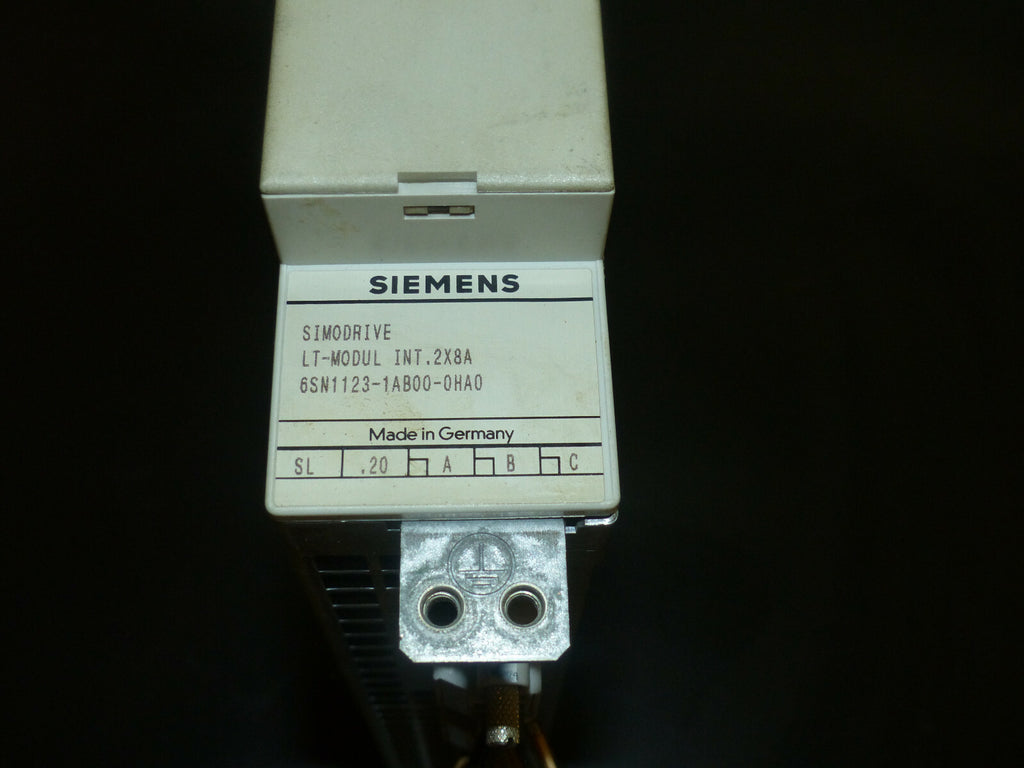 SIEMENS
SIMODRIVE
LT-MODUL INT.2X8A
6SN1123-1AB00-0HA0
Made in Germany
SL .20 A B C